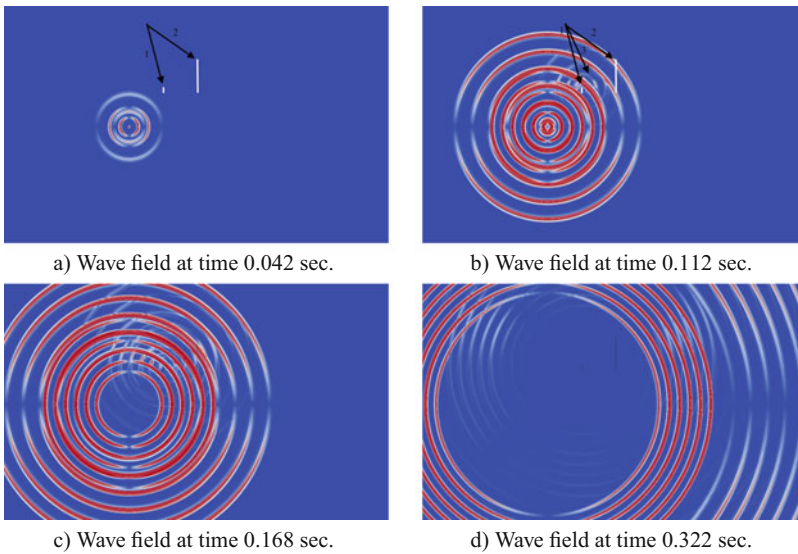 2
1
1
2
3
a) Wave field at time 0.042 sec.
b) Wave field at time 0.112 sec.
c) Wave field at time 0.168 sec.
d) Wave field at time 0.322 sec.